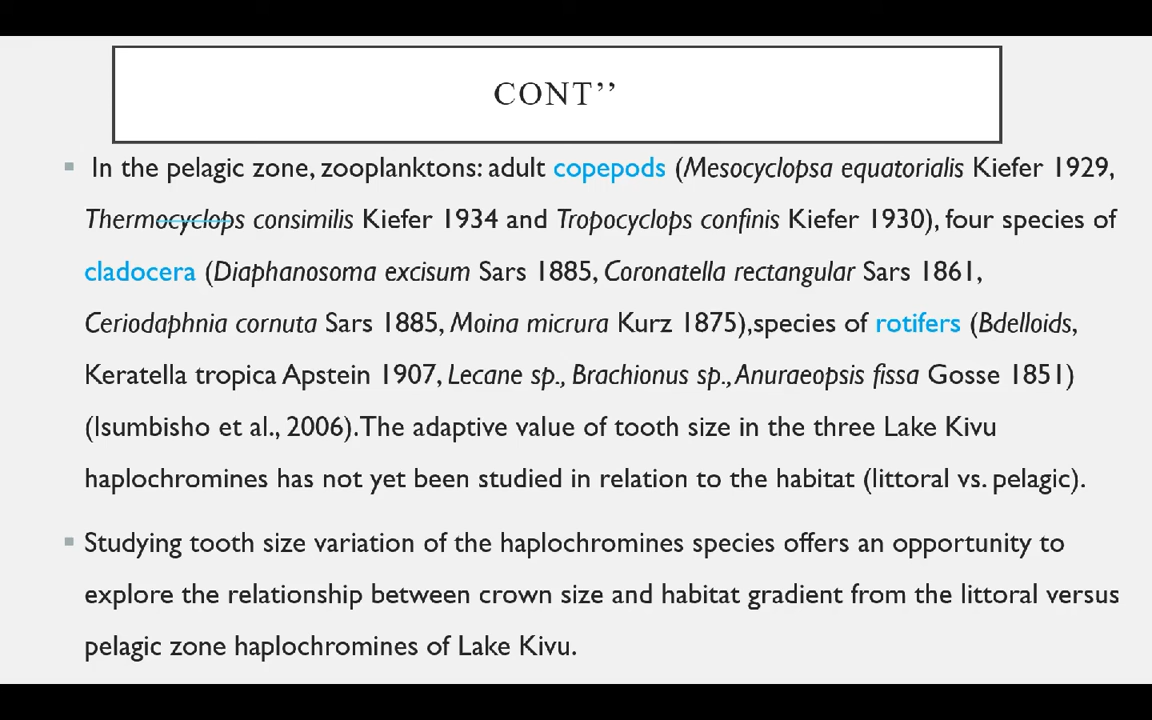 CONT’’
In the pelagic zone, zooplanktons: adult copepods (Mesocyclopsa equatorialis Kiefer 1929,
Thermocyclops consimilis Kiefer 1934 and Tropocyclops confinis Kiefer 1930), four species of
cladocera (Diaphanosoma excisum Sars 1885, Coronatella rectangular Sars 1861,
Ceriodaphnia cornuta Sars 1885, Moina micrura Kurz 1875),species of rotifers (Bdelloids,
Keratella tropica Apstein 1907, Lecane sp., Brachionus sp., Anuraeopsis fissa Gosse 1851)
(Isumbisho et al., 2006). The adaptive value of tooth size in the three Lake Kivu
haplochromines has not yet been studied in relation to the habitat (littoral vs. pelagic).
Studying tooth size variation of the haplochromines species offers an opportunity to
explore the relationship between crown size and habitat gradient from the littoral versus
pelagic zone haplochromines of Lake Kivu.